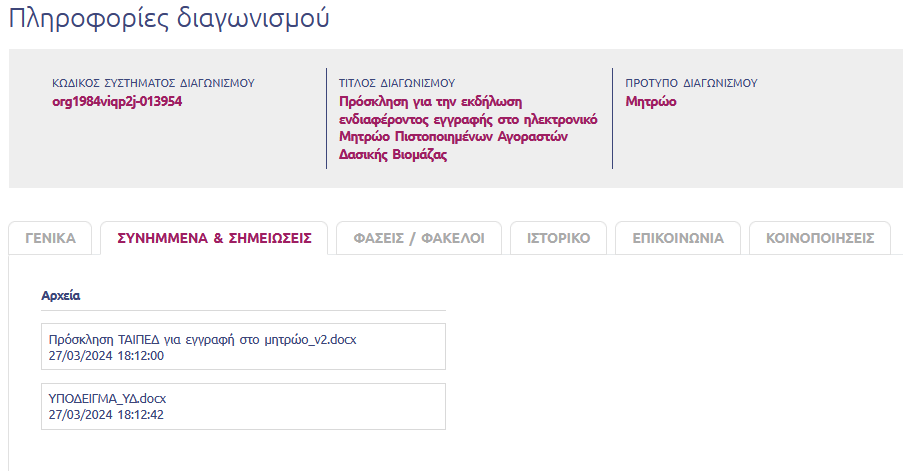 Πληροφορίες διαγωνισμού
ΚΩΔΙΚΟΣ ΣΥΣΤΗΜΑΤΟΣ ΔΙΑΓΩΝΙΣΜΟΥ
org1984viqp2j-013954
ΤΙΤΛΟΣ ΔΙΑΓΩΝΙΣΜΟΥ
Πρόσκληση για την εκδήλωση
ενδιαφέροντος εγγραφής στο ηλεκτρονικό
Μητρώο Πιστοποιημένων Αγοραστών
Δασικής Βιομάζας
ΠΡΟΤΥΠΟ ΔΙΑΓΩΝΙΣΜΟΥ
Μητρώο
ΓΕΝΙΚΑ
ΣΥΝΗΜΜΕΝΑ & ΣΗΜΕΙΩΣΕΙΣ
ΦΑΣΕΙΣ / ΦΑΚΕΛΟΙ
ΙΣΤΟΡΙΚΟ
ΕΠΙΚΟΙΝΩΝΙΑ
ΚΟΙΝΟΠΟΙΗΣΕΙΣ
Αρχεία
Πρόσκληση ΤΑΙΠΕΔ για εγγραφή στο μητρώο_v2.docx
27/03/2024 18:12:00
ΥΠΟΔΕΙΓΜΑ_ΥΔ.docx
27/03/2024 18:12:42